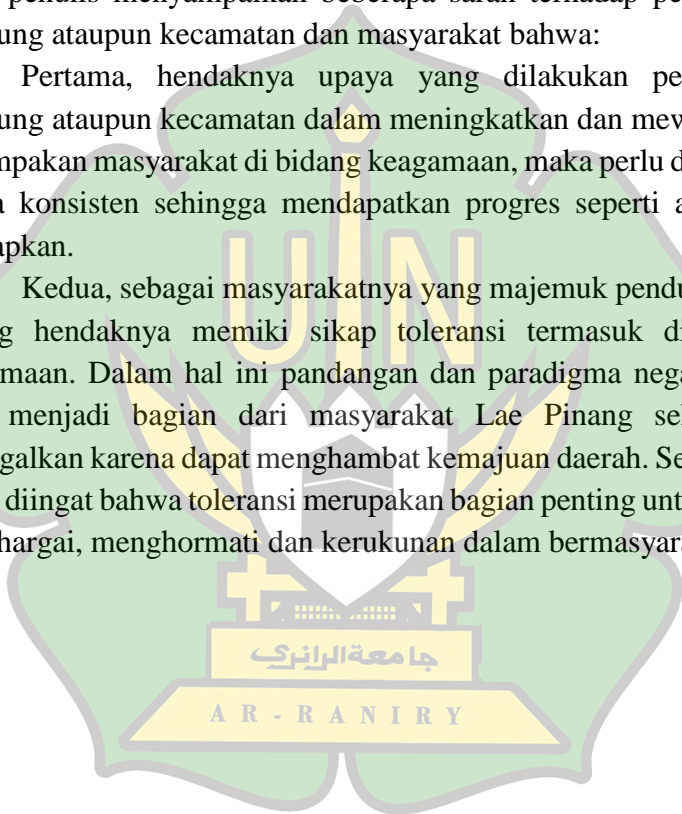 penulis menyampaikan beberapa saran terhadap pe
ung ataupun kecamatan dan masyarakat bahwa:
Pertama, hendaknya upaya yang dilakukan pe
ung ataupun kecamatan dalam meningkatkan dan mew
mpakan masyarakat di bidang keagamaan, maka perlu d
a konsisten sehingga mendapatkan progres seperti a
apkan.
Kedua, sebagai masyarakatnya yang majemuk pendu
g hendaknya memiki sikap toleransi termasuk di
maan. Dalam hal ini pandangan dan paradigma nega
menjadi bagian dari masyarakat Lae Pinang se
galkan karena dapat menghambat kemajuan daerah. Se
diingat bahwa toleransi merupakan bagian penting unt
hargai, menghormati dan kerukunan dalam bermasyara
UIN
جامعة الرانري
AR-RANIRY